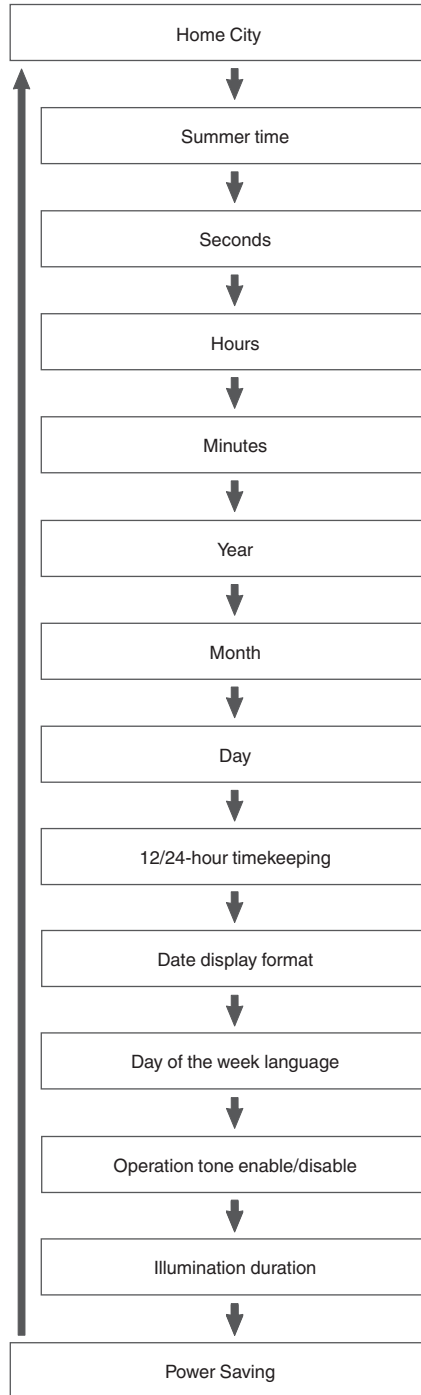 Home City
Summer time
Seconds
Hours
Minutes
Year
Month
Day
12/24-hour timekeeping
Date display format
Day of the week language
Operation tone enable/disable
Illumination duration
Power Saving